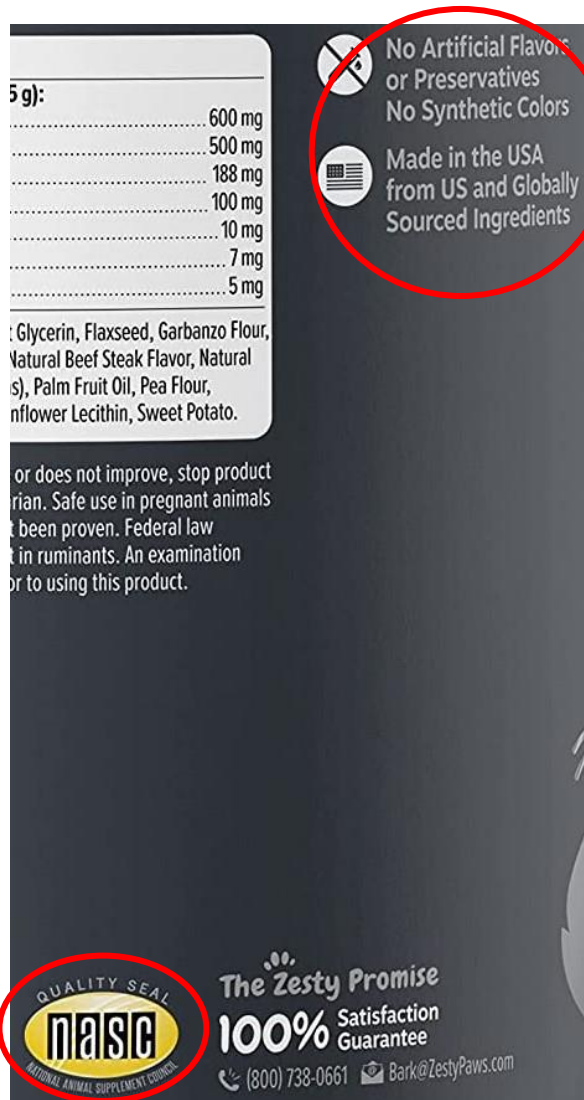 5 g):
600 mg
500 mg
188 mg
100 mg
10 mg
7 mg
5 mg
Glycerin, Flaxseed, Garbanzo Flour,
Natural Beef Steak Flavor, Natural
s), Palm Fruit Oil, Pea Flour,
nflower Lecithin, Sweet Potato.
or does not improve, stop product
rian. Safe use in pregnant animals
been proven. Federal law
in ruminants. An examination
or to using this product.
No Artificial Flavors
or Preservatives
No Synthetic Colors
Made in the USA
from US and Globally
Sourced Ingredients
QUALITY SEAL
nasc
NATIONAL ANIMAL SUPPLEMENT COUNCIL
The Zesty Promise
100% Satisfaction
Guarantee
(800) 738-0661 Bark@ZestyPaws.com